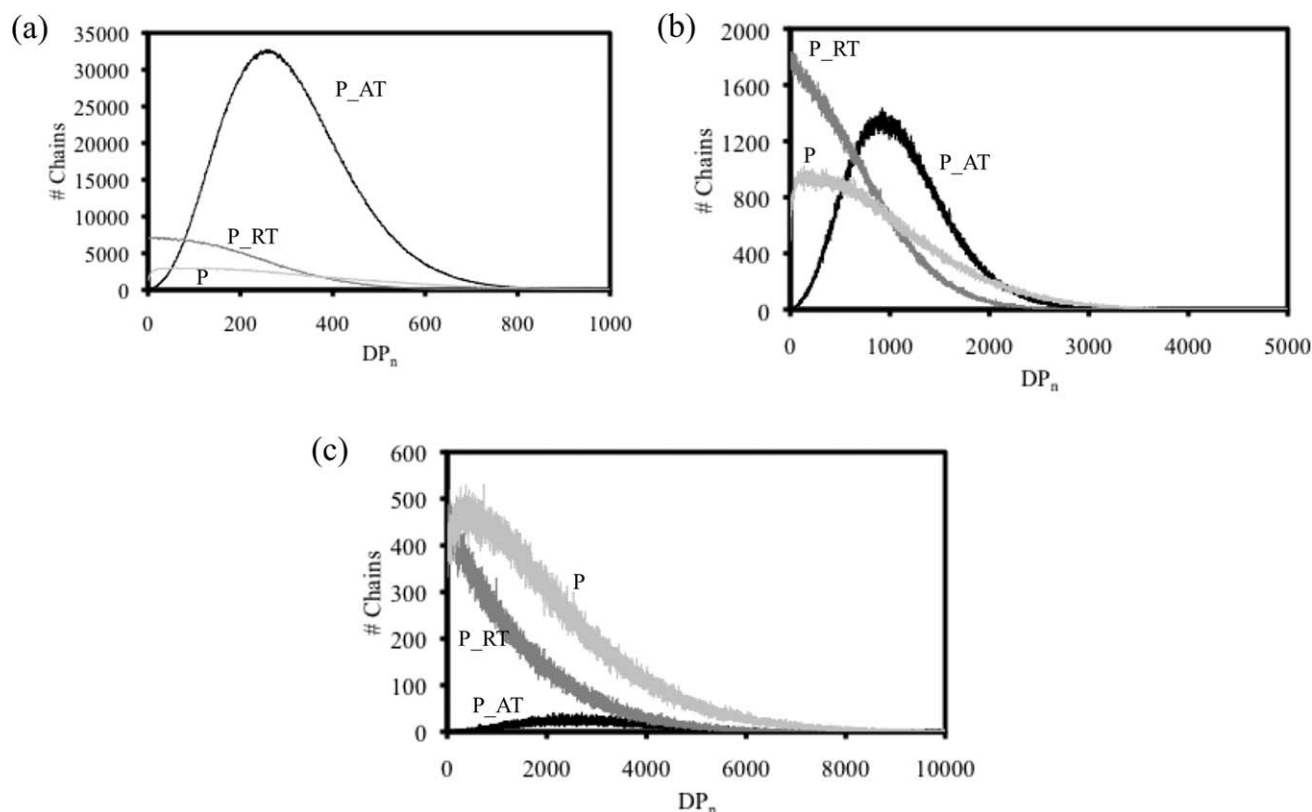 (a)
35000
30000
25000
20000
15000
10000
5000
0
# Chains
P_AT
P_RT
P
0 200 400 600 800 1000
DPn
(b)
2000
1600
1200
800
400
0
# Chains
P_RT
P
P_AT
0 1000 2000 3000 4000 5000
DPn
(c)
600
500
400
300
200
100
0
# Chains
P
P_RT
P_AT
0 2000 4000 6000 8000 10000
DPn